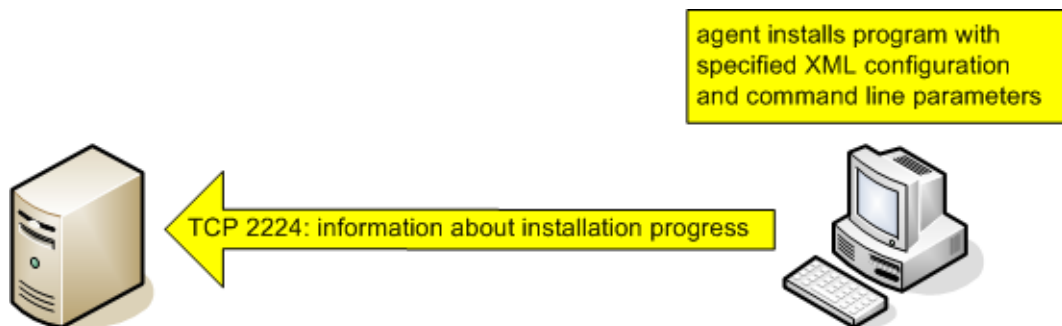 agent installs program with
specified XML configuration
and command line parameters
TCP 2224: information about installation progress